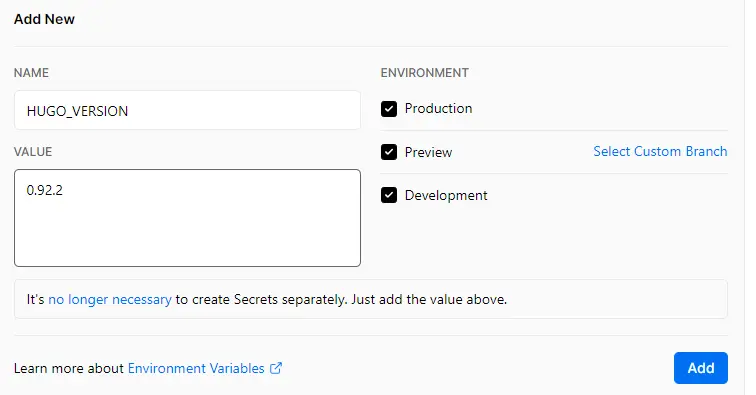 Add New
NAME
HUGO_VERSION
VALUE
0.92.2
ENVIRONMENT
Production
Preview
Select Custom Branch
Development
It's no longer necessary to create Secrets separately. Just add the value above.
Learn more about Environment Variables
Add